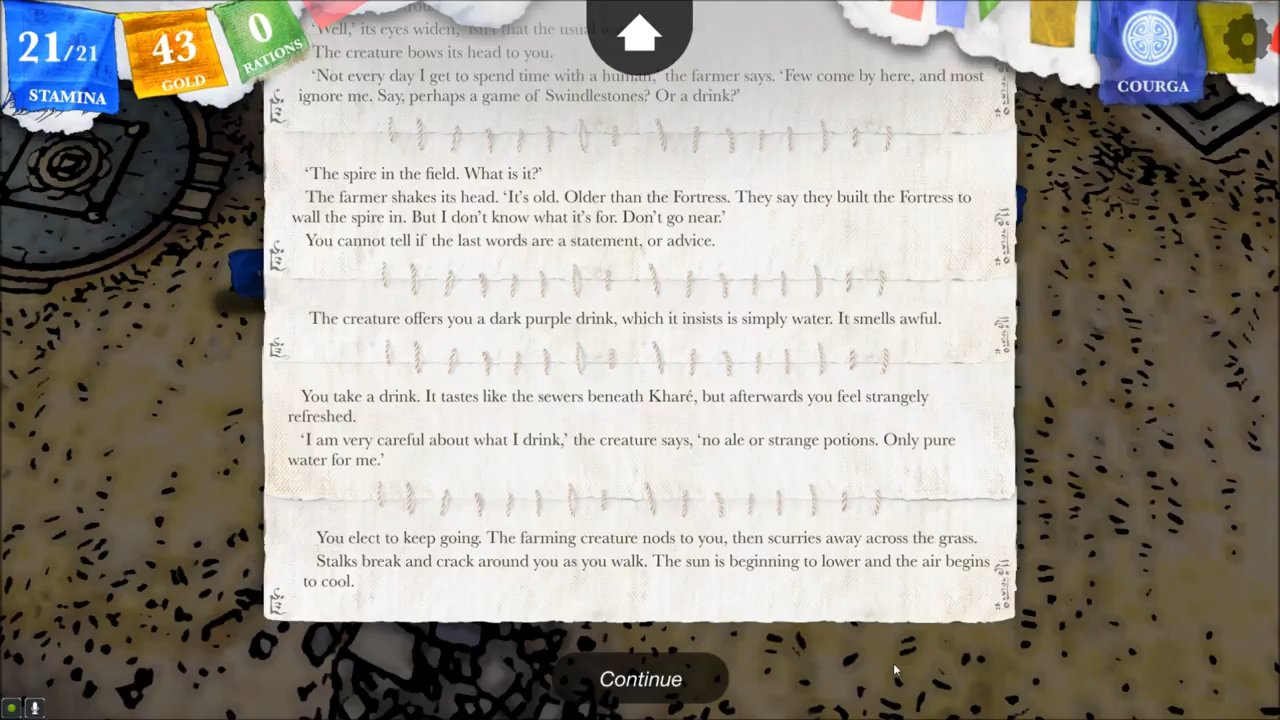 21/21
STAMINA
43
GOLD
0
RATIONS
COURGA
'Well,' its eyes widen, 'isn't that the usual
The creature bows its head to you.
'Not every day I get to spend time with a human,' the farmer says. 'Few come by here, and most
ignore me. Say, perhaps a game of Swindlestones? Or a drink?'
'The spire in the field. What is it?'
The farmer shakes its head. 'It's old. Older than the Fortress. They say they built the Fortress to
wall the spire in. But I don't know what it's for. Don't go near.'
You cannot tell if the last words are a statement, or advice.
The creature offers you a dark purple drink, which it insists is simply water. It smells awful.
You take a drink. It tastes like the sewers beneath Kharé, but afterwards you feel strangely
refreshed.
'I am very careful about what I drink,' the creature says, 'no ale or strange potions. Only pure
water for me.'
You elect to keep going. The farming creature nods to you, then scurries away across the grass.
Stalks break and crack around you as you walk. The sun is beginning to lower and the air begins
to cool.
Continue